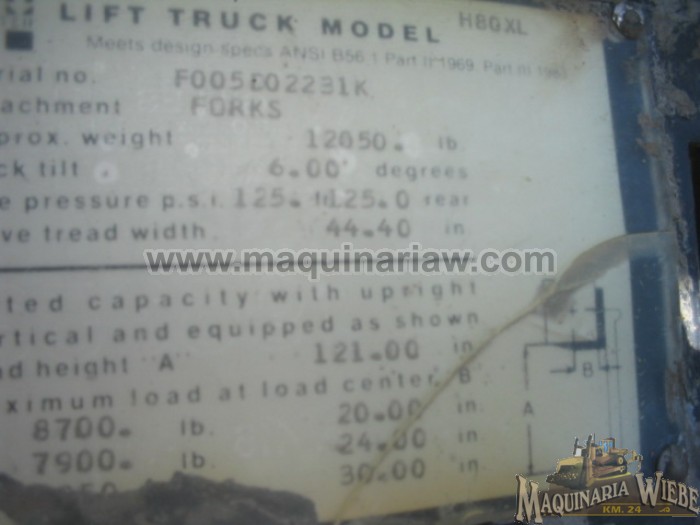 LIFT TRUCK MODEL H80XL
Meets design specs ANSI B56.1 Part II 1969 Part III
rial no. F005D02231K
achment FORKS
prox. weight 12050. lb.
ck tilt 6.00 degrees
e pressure p.s.i. 125. 125.0 rear
ve tread width 44.40 in
www.maquinariaw.com
ted capacity with upright
rtical and equipped as shown
d height "A" 121.00 in
ximum load at load center B
8700. lb. 20.00 in.
7900. lb. 24.00 in.
30.00 in
B
A
MAQUINARIA WIEBE
KM. 24